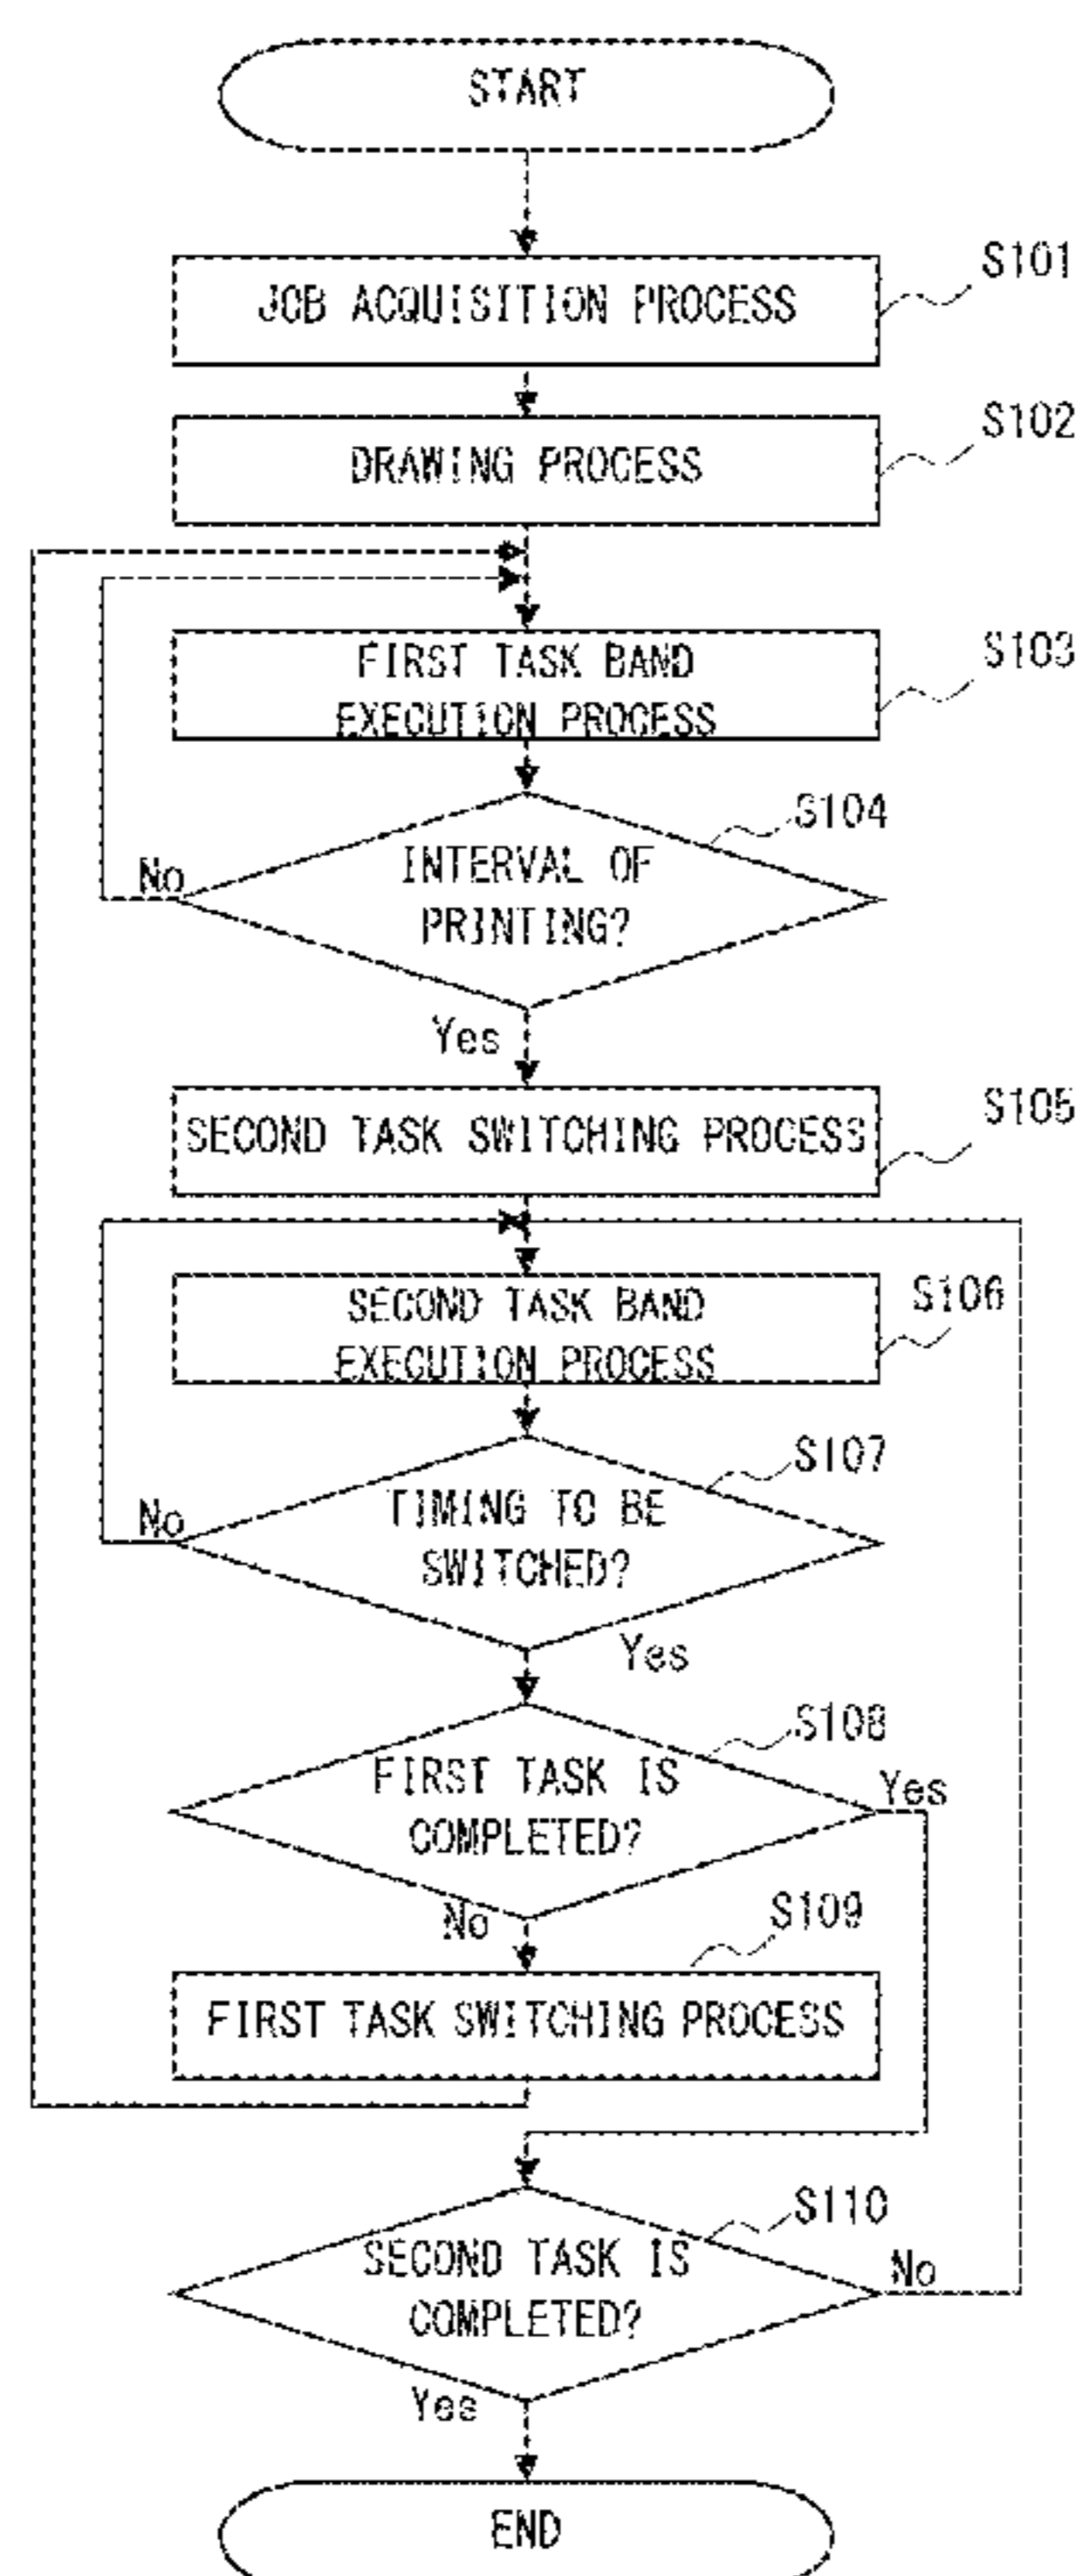 START
JOB ACQUISITION PROCESS
S101
DRAWING PROCESS
S102
FIRST TASK BAND
EXECUTION PROCESS
S103
INTERVAL OF
PRINTING?
S104
No
Yes
SECOND TASK SWITCHING PROCESS
S105
SECOND TASK BAND
EXECUTION PROCESS
S106
TIMING TO BE
SWITCHED?
S107
No
Yes
FIRST TASK IS
COMPLETED?
S108
Yes
No
S109
FIRST TASK SWITCHING PROCESS
S110
SECOND TASK IS
COMPLETED?
No
Yes
END